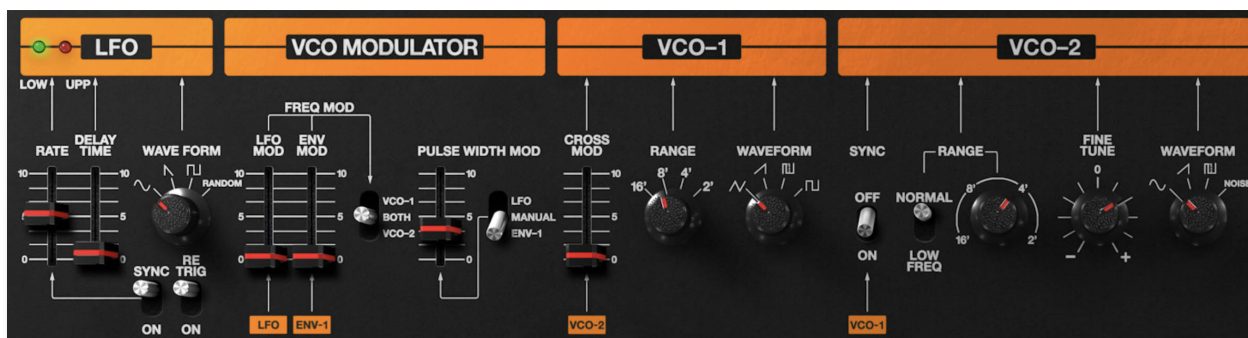 LFO
VCO MODULATOR
VCO-1
VCO-2
LOW UPP
RATE
DELAY
TIME
WAVE FORM
RANDOM
10
5
0
10
5
0
SYNC
ON
RE
TRIG
ON
FREQ MOD
LFO
MOD
ENV
MOD
10
5
0
10
5
0
VCO-1
BOTH
VCO-2
LFO
ENV-1
PULSE WIDTH MOD
10
5
0
LFO
MANUAL
ENV-1
CROSS
MOD
10
5
0
VCO-2
RANGE
16' 8' 4' 2'
WAVEFORM
SYNC
OFF
ON
VCO-1
RANGE
NORMAL
LOW
FREQ
16' 8' 4' 2'
FINE
TUNE
0
- +
WAVEFORM
NOISE